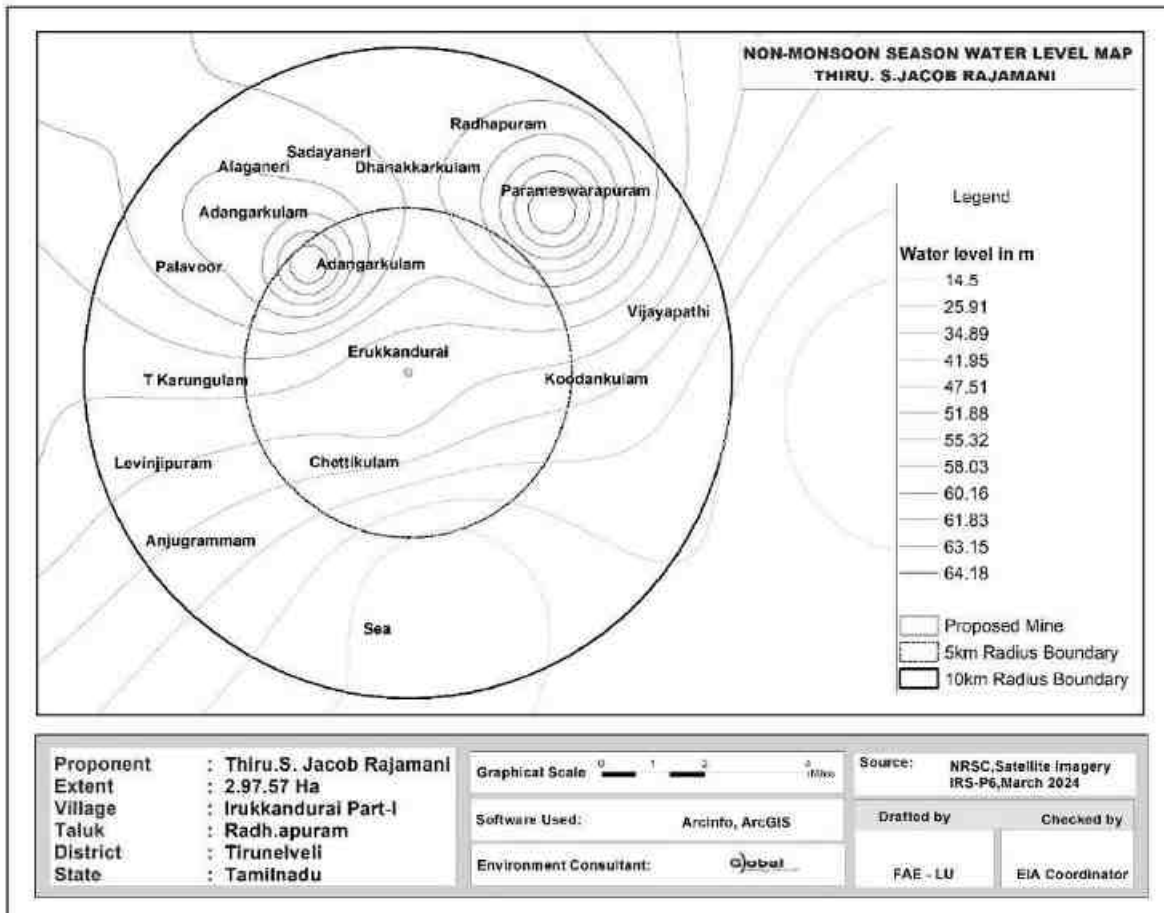 NON-MONSOON SEASON WATER LEVEL MAP
THIRU. S.JACOB RAJAMANI
Radhapuram
Sadayaneri
Alaganeri
Dhanakkarkulam
Parameswarapuram
Adangarkulam
Palavoor
Adangarkulam
Vijayapathi
Erukkandurai
T Karungulam
Koodankulam
Levinjipuram
Chettikulam
Anjugrammam
Sea
Legend
Water level in m
14.5
25.91
34.89
41.95
47.51
51.88
55.32
58.03
60.16
61.83
63.15
64.18
Proposed Mine
5km Radius Boundary
10km Radius Boundary
Proponent : Thiru.S. Jacob Rajamani
Extent : 2.97.57 Ha
Village : Irukkandurai Part-I
Taluk : Radh.apuram
District : Tirunelveli
State : Tamilnadu
Graphical Scale 0 1 2
Software Used: Arcinfo, ArcGIS
Environment Consultant: Global
Source: NRSC,Satellite Imagery
IRS-P6,March 2024
Drafted by Checked by
FAE - LU EIA Coordinator